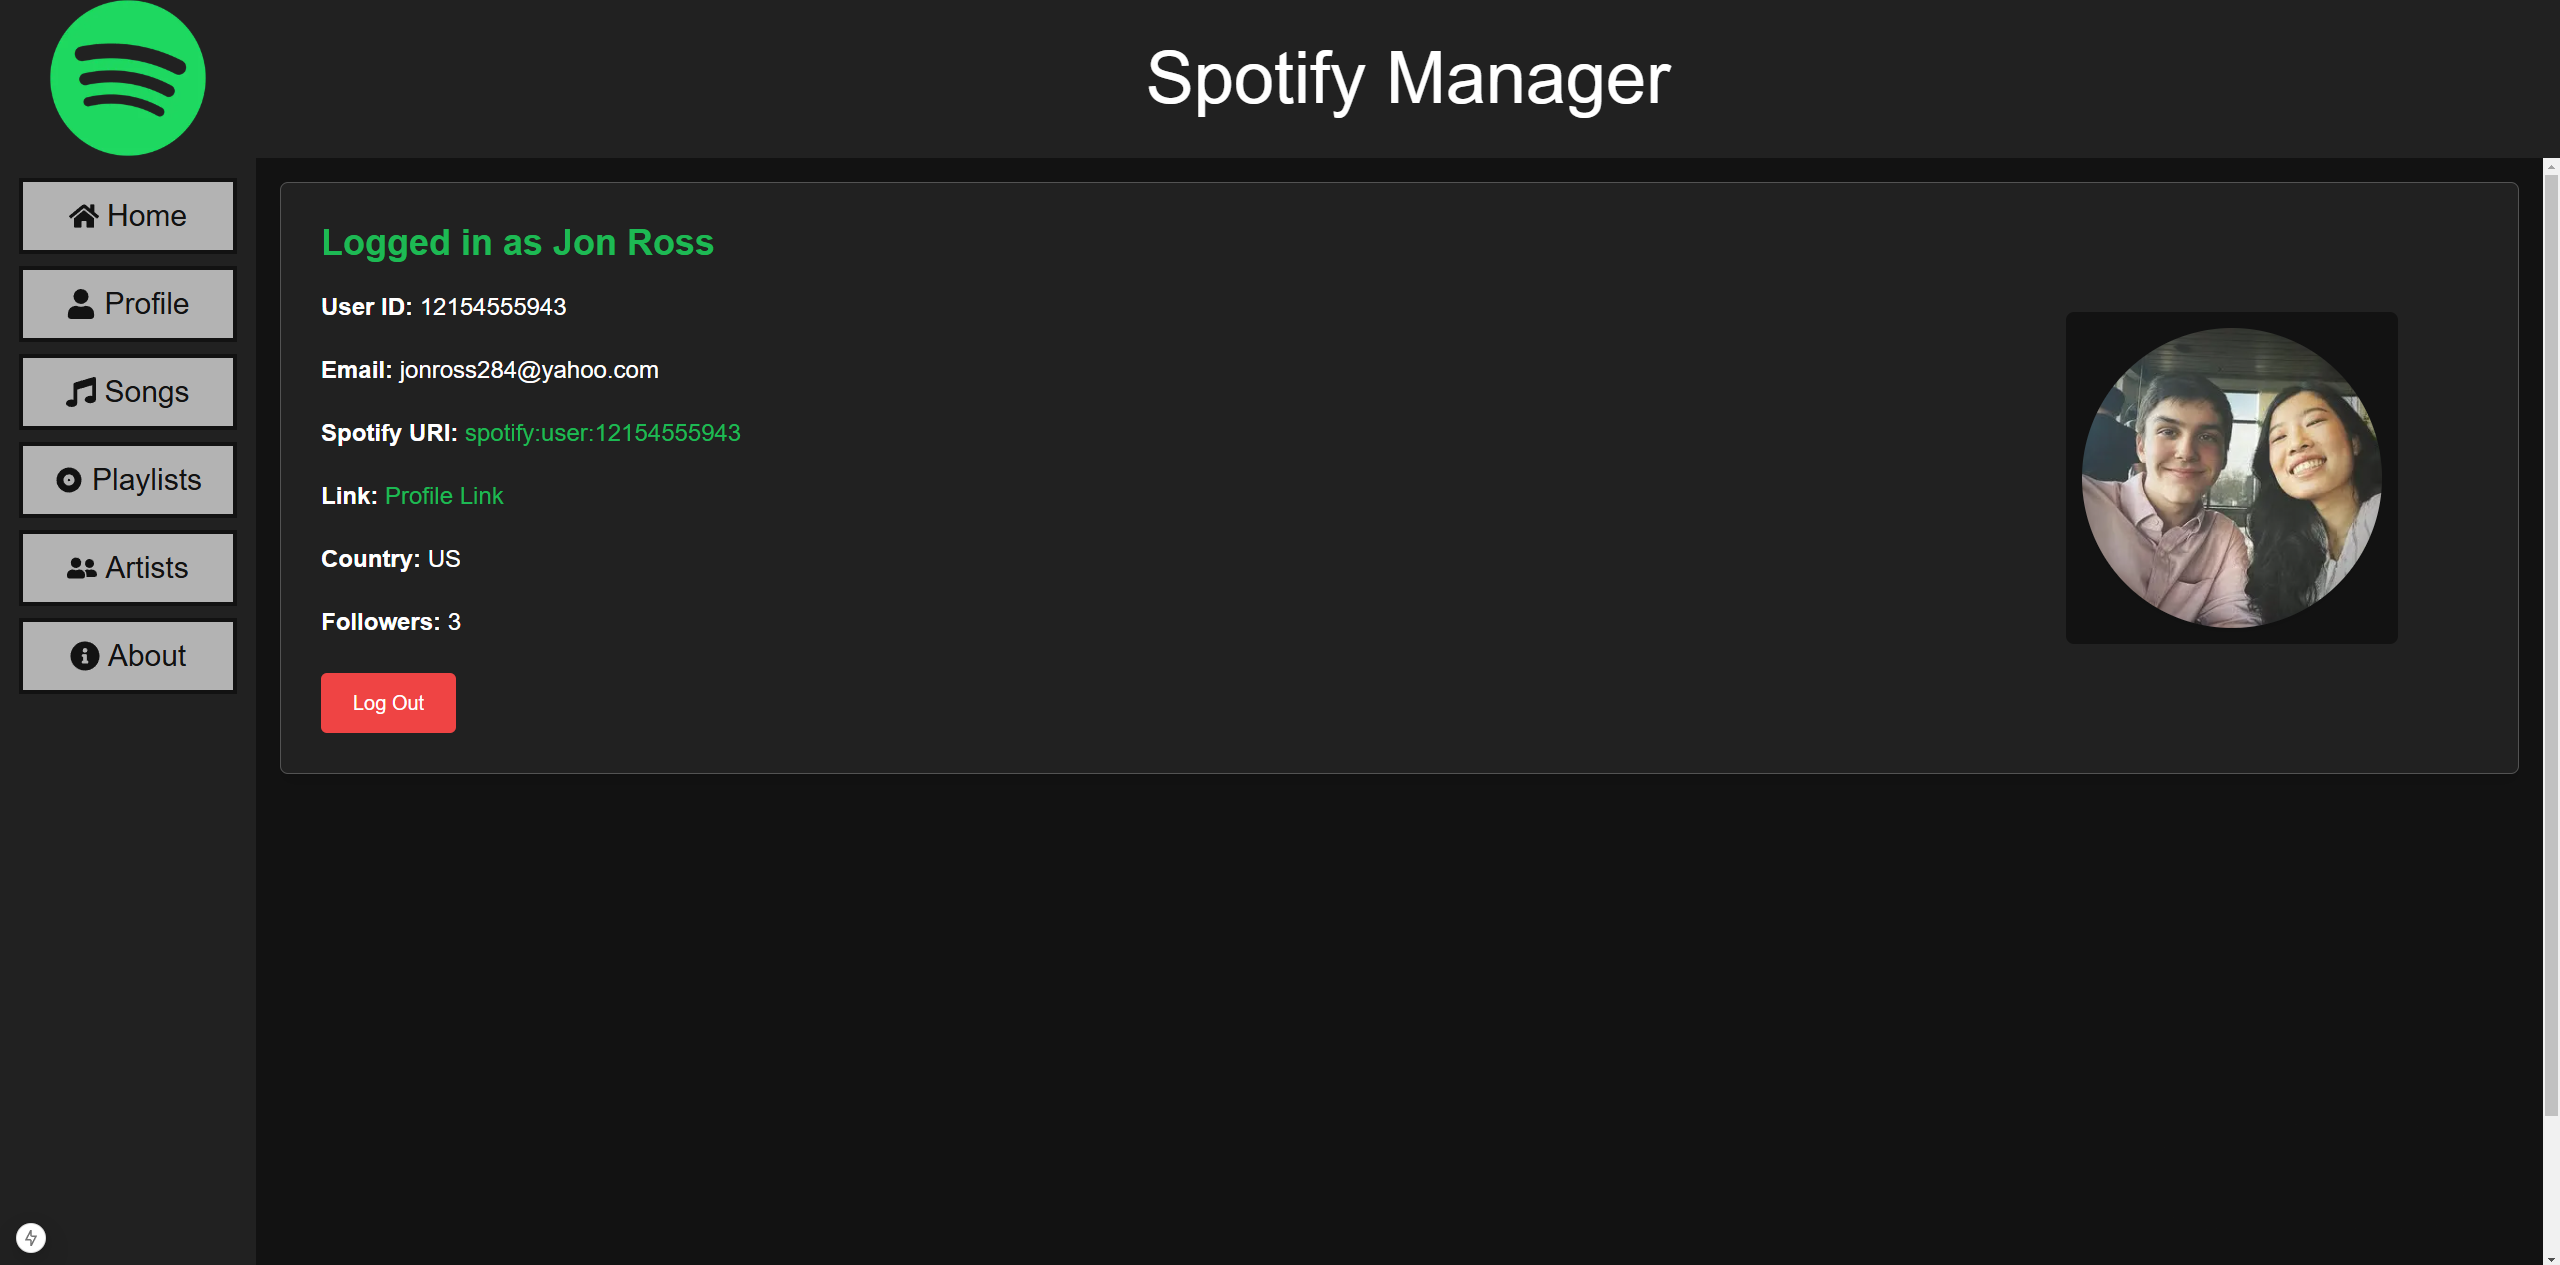 Spotify Manager
Home
Profile
Songs
Playlists
Artists
About
Logged in as Jon Ross
User ID: 12154555943
Email: jonross284@yahoo.com
Spotify URI: spotify:user:12154555943
Link: Profile Link
Country: US
Followers: 3
Log Out